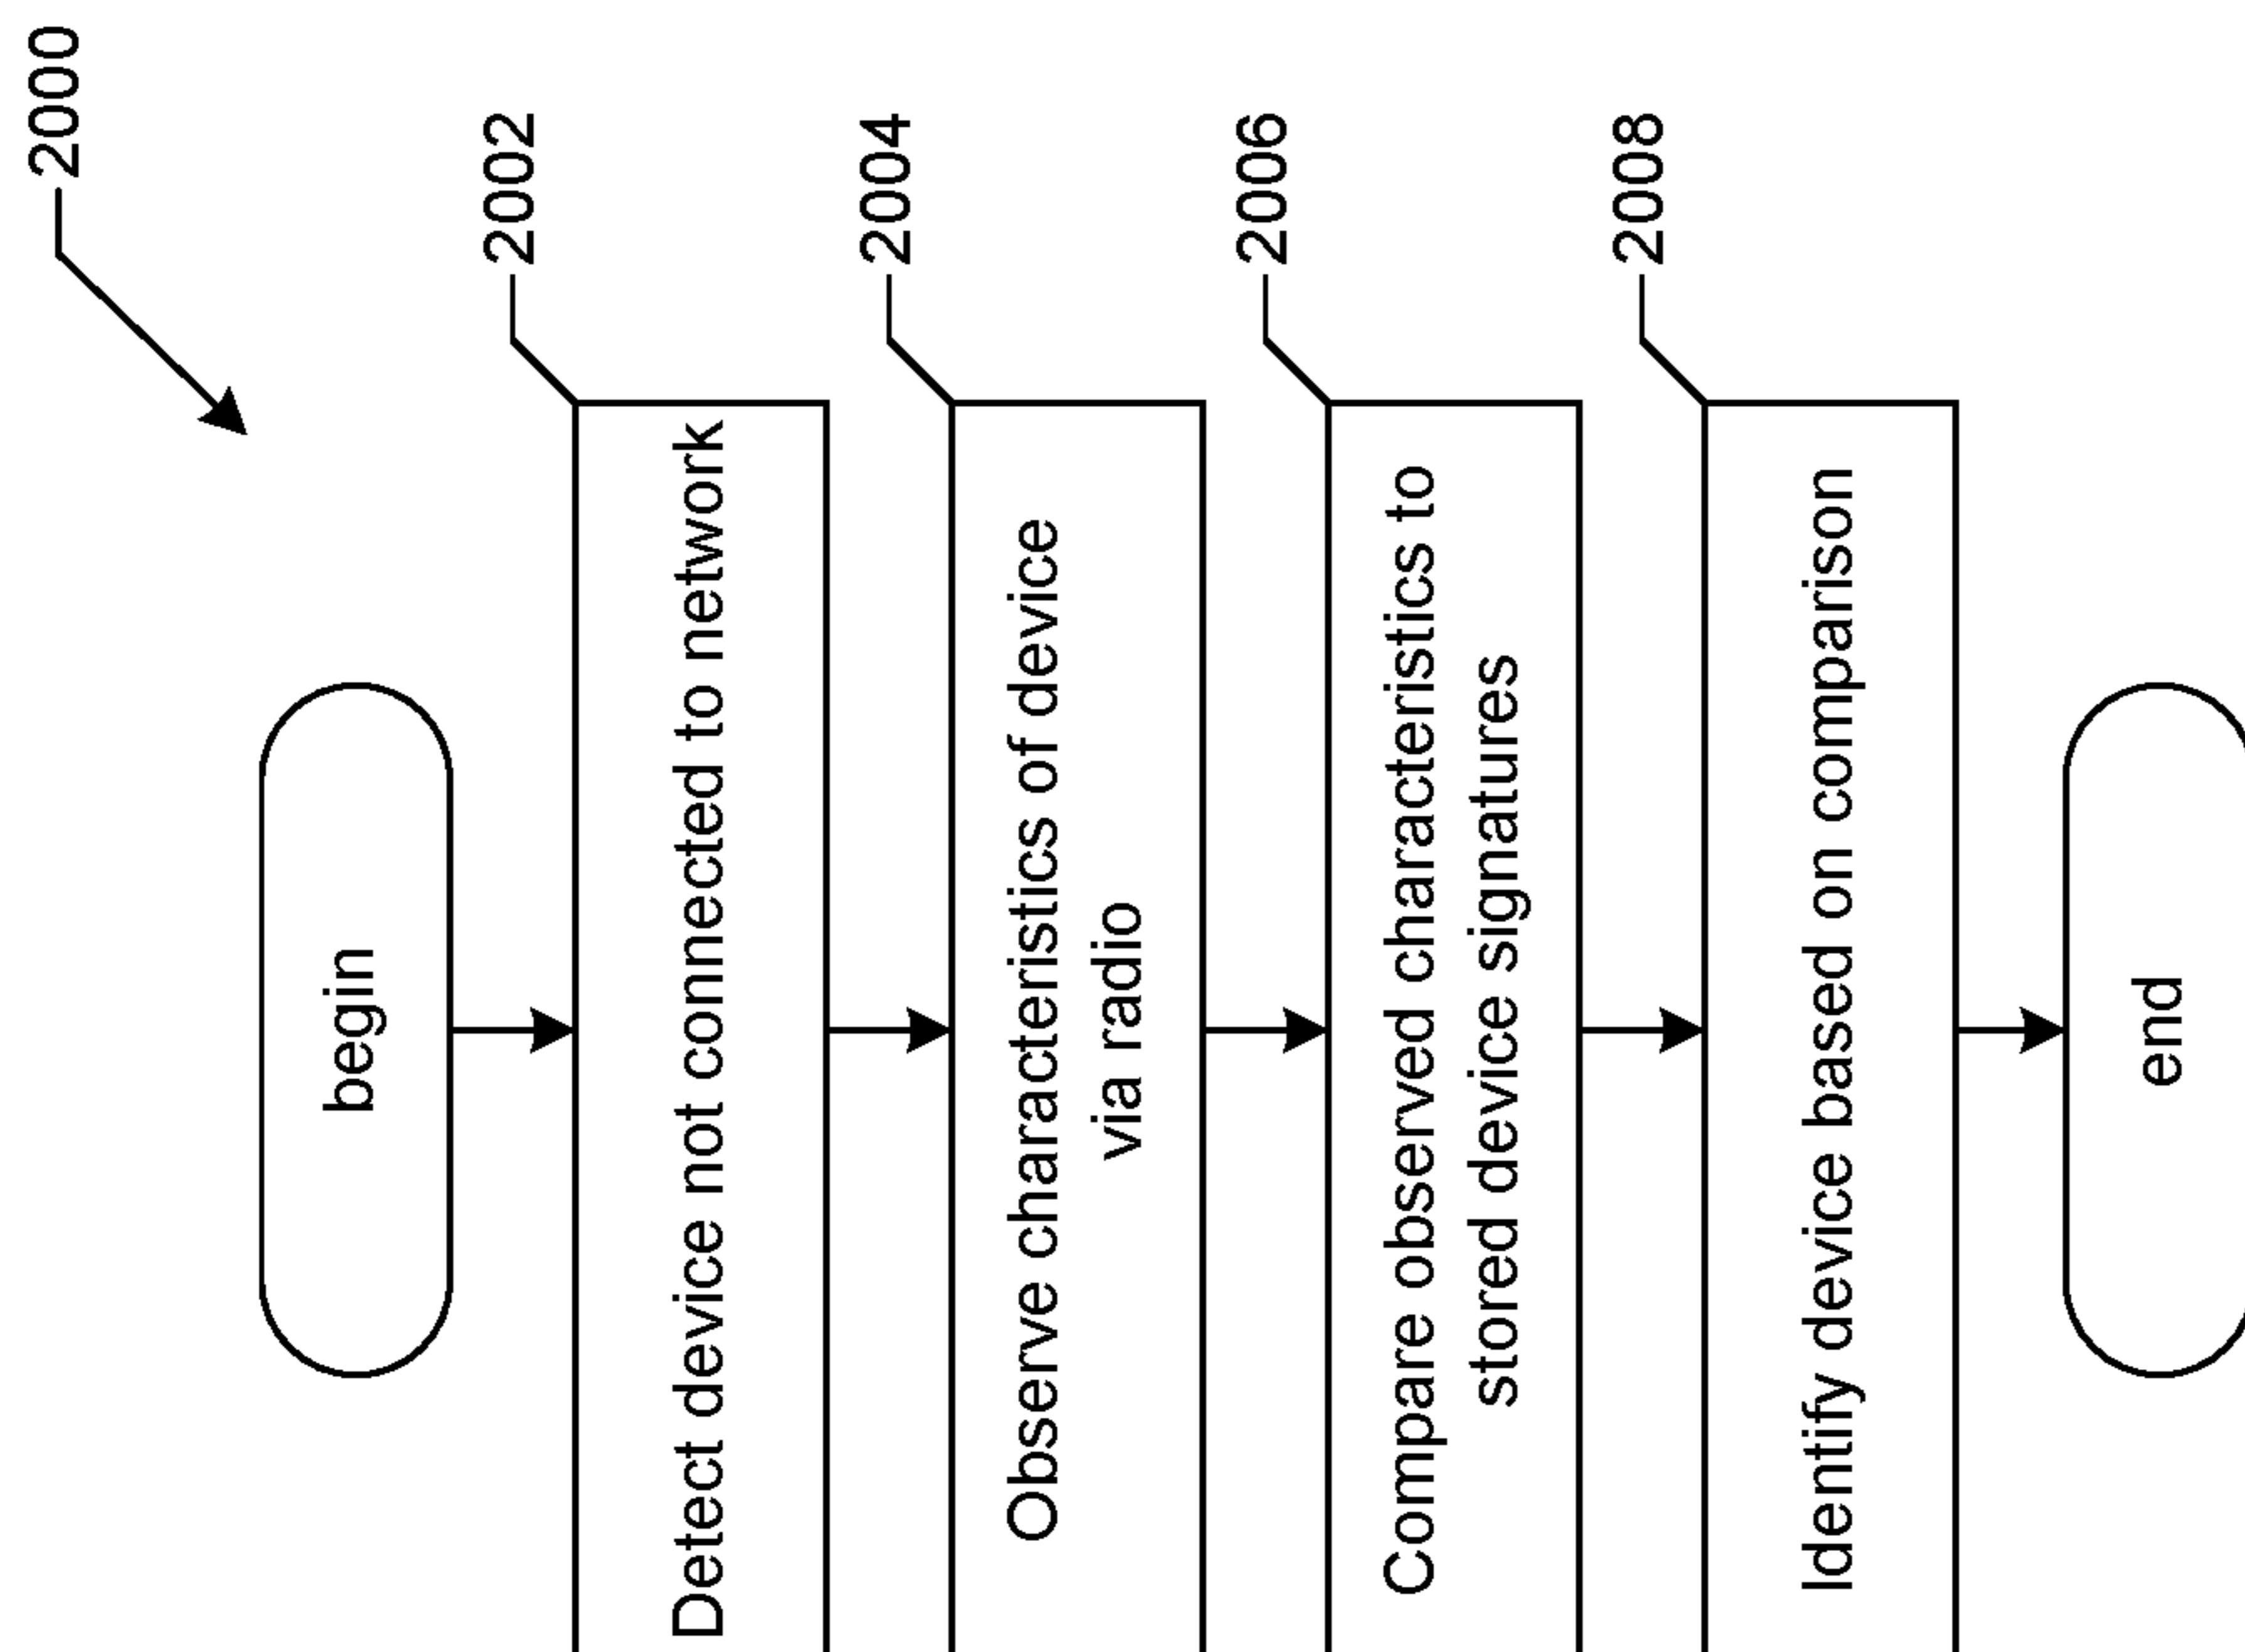 2000
begin
2002
Detect device not connected to network
2004
Observe characteristics of device
via radio
2006
Compare observed characteristics to
stored device signatures
2008
Identify device based on comparison
end